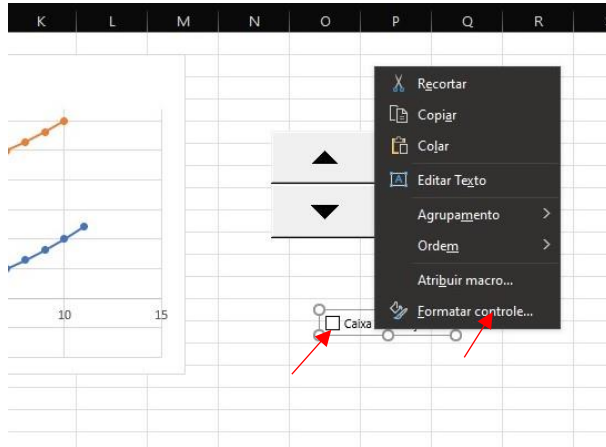 K L M N O P Q R
Recortar
Copiar
Colar
Editar Texto
Agrupamento
Ordem
Atribuir macro...
Formatar controle...
Caixa
10 15